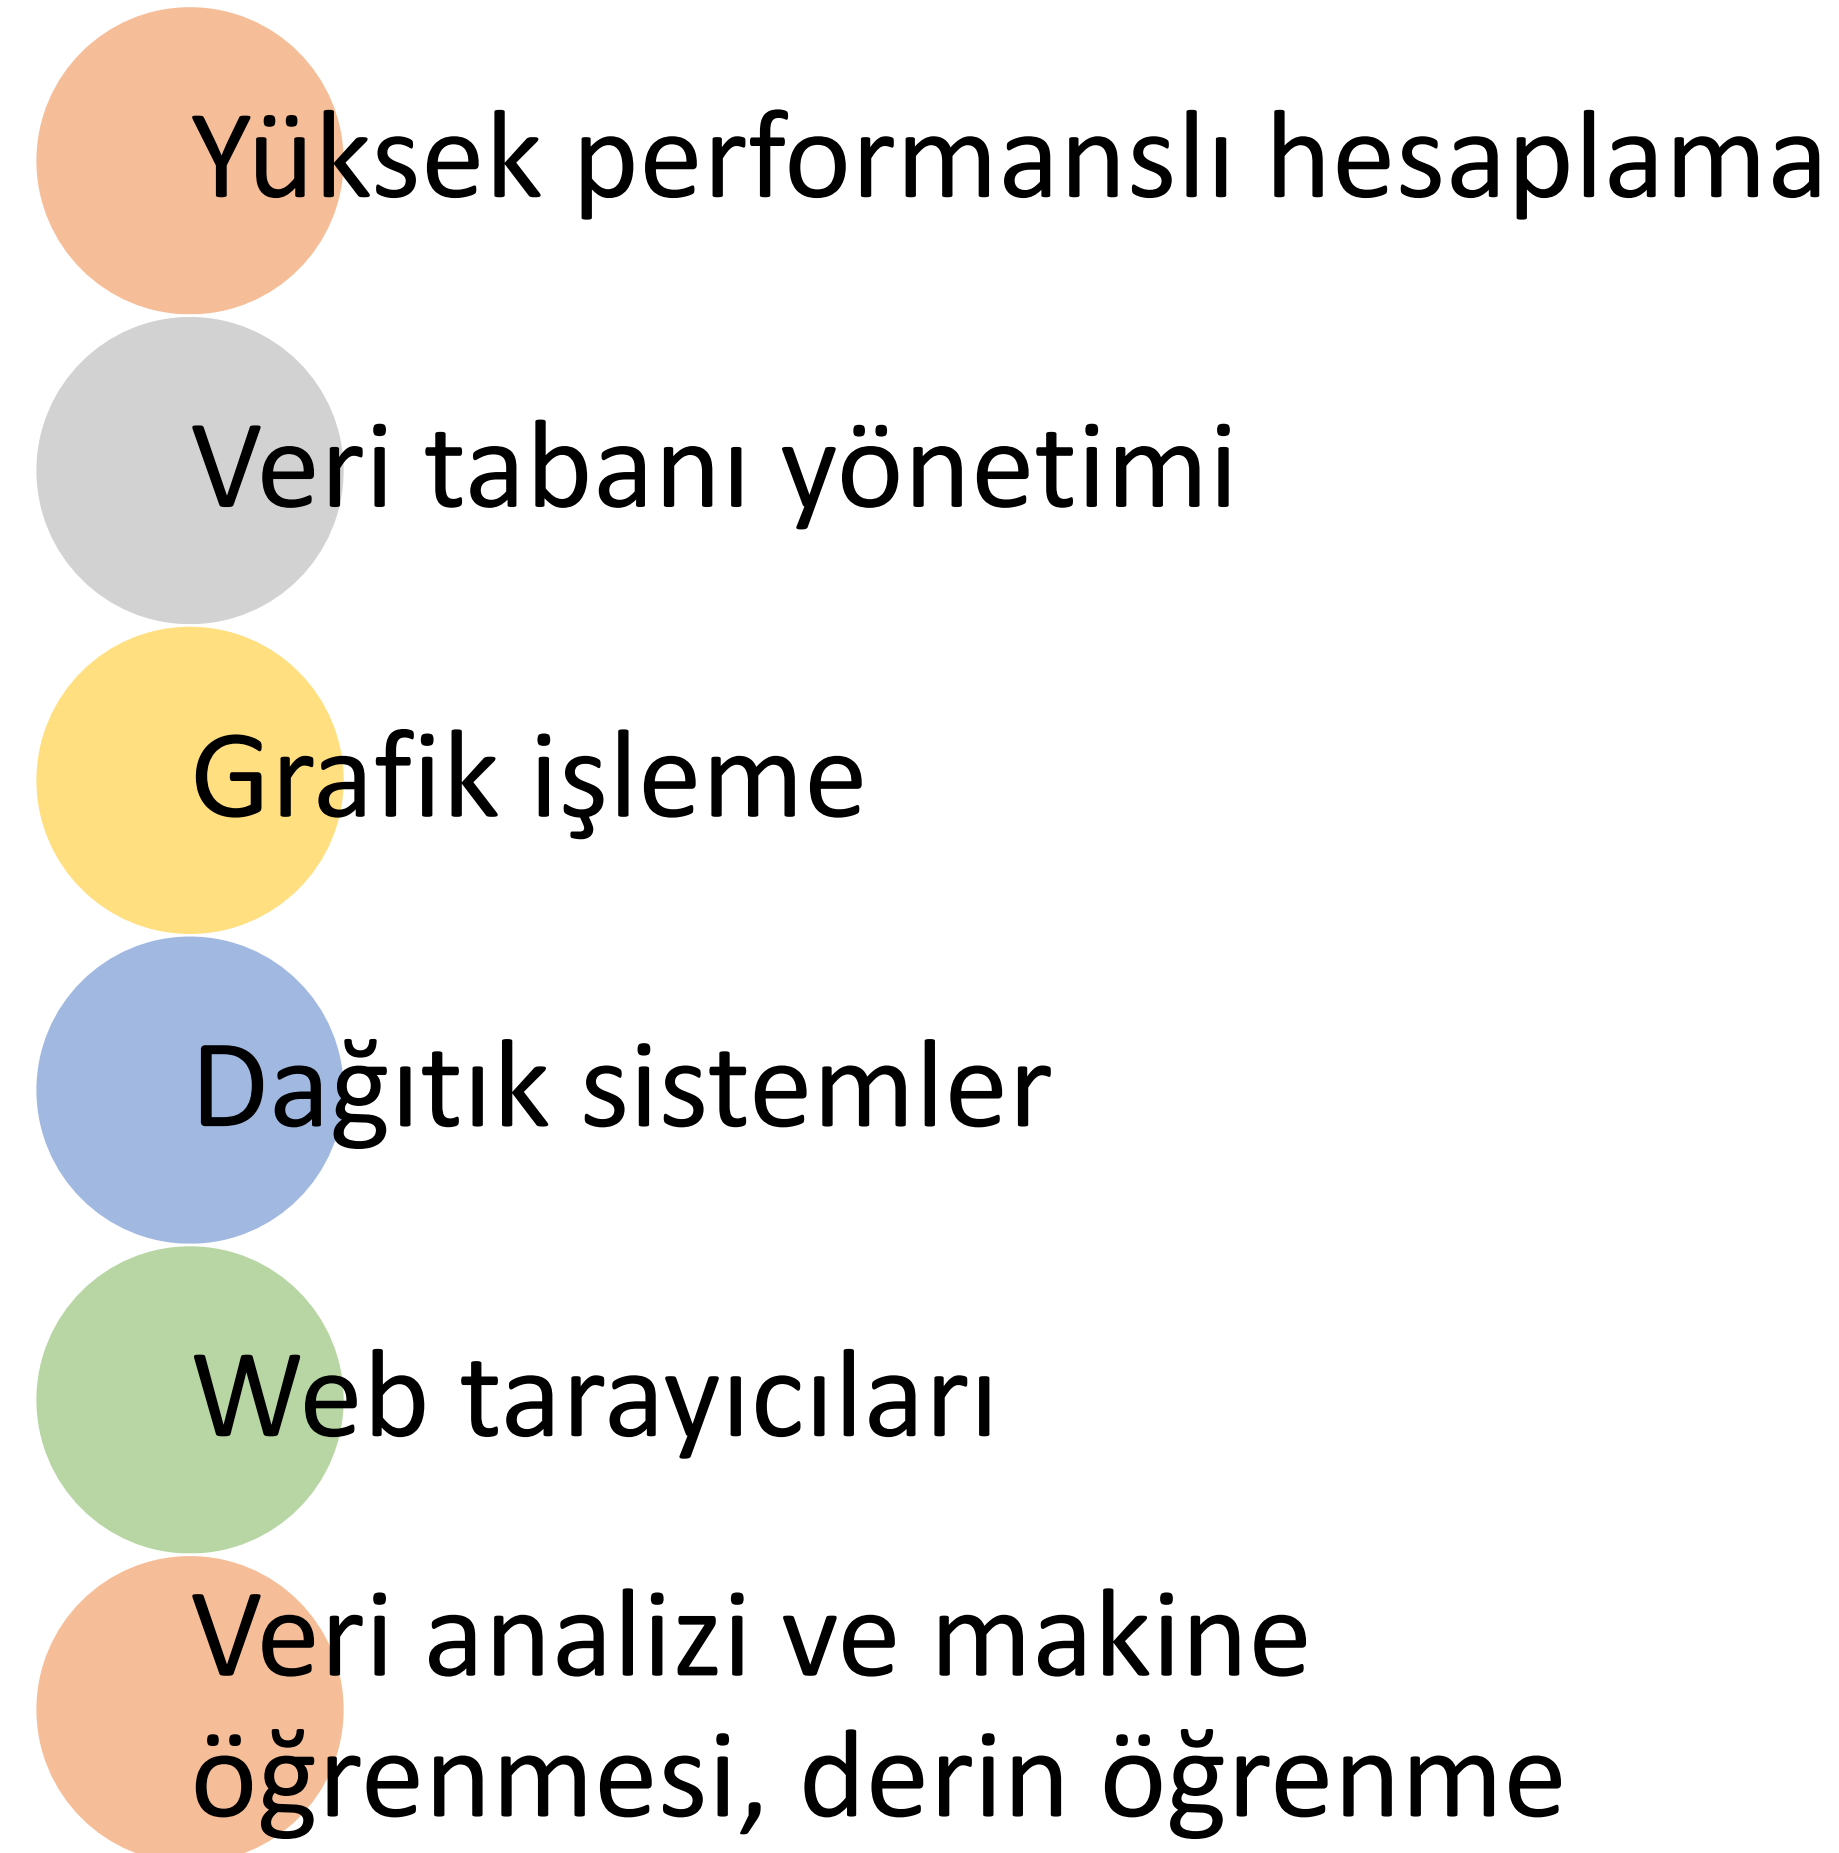 Yüksek performanslı hesaplama
Veri tabanı yönetimi
Grafik işleme
Dağıtık sistemler
Web tarayıcıları
Veri analizi ve makine
öğrenmesi, derin öğrenme